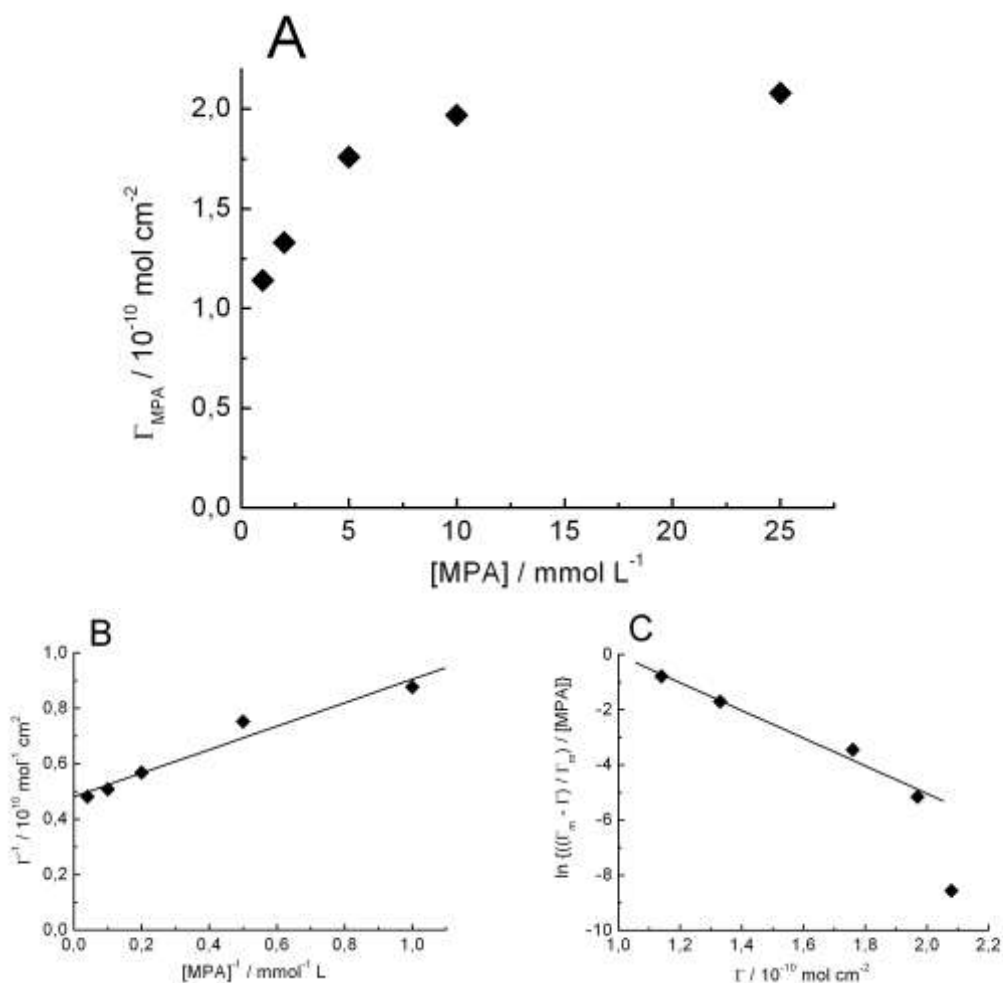 A
2,0
1,5
1,0
0,5
0,0
Γ_MPA / 10⁻¹⁰ mol cm⁻²
0 5 10 15 20 25
[MPA] / mmol L⁻¹
B
1,0
0,8
0,6
0,4
0,2
0,0
Γ⁻¹ / 10¹⁰ mol⁻¹ cm²
0,0 0,2 0,4 0,6 0,8 1,0
[MPA]⁻¹ / mmol⁻¹ L
C
0
-2
-4
-6
-8
-10
ln {((Γ_m - Γ) / Γ_m) / [MPA]}
1,0 1,2 1,4 1,6 1,8 2,0 2,2
Γ / 10⁻¹⁰ mol cm⁻²